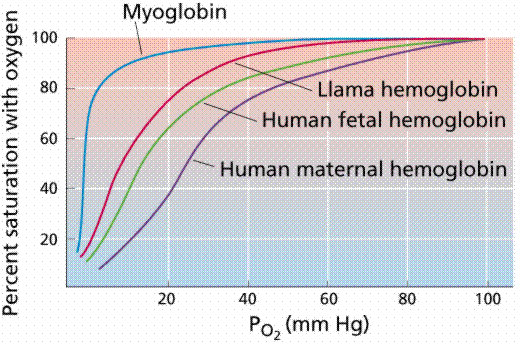 Myoglobin
Percent saturation with oxygen
100
80
60
40
20
Llama hemoglobin
Human fetal hemoglobin
Human maternal hemoglobin
20 40 60 80 100
PO2 (mm Hg)